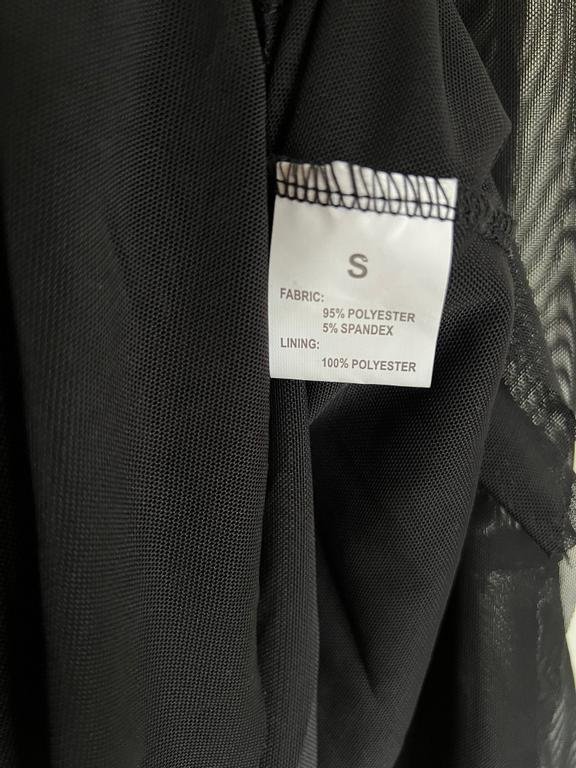 S
FABRIC:
95% POLYESTER
5% SPANDEX
LINING:
100% POLYESTER